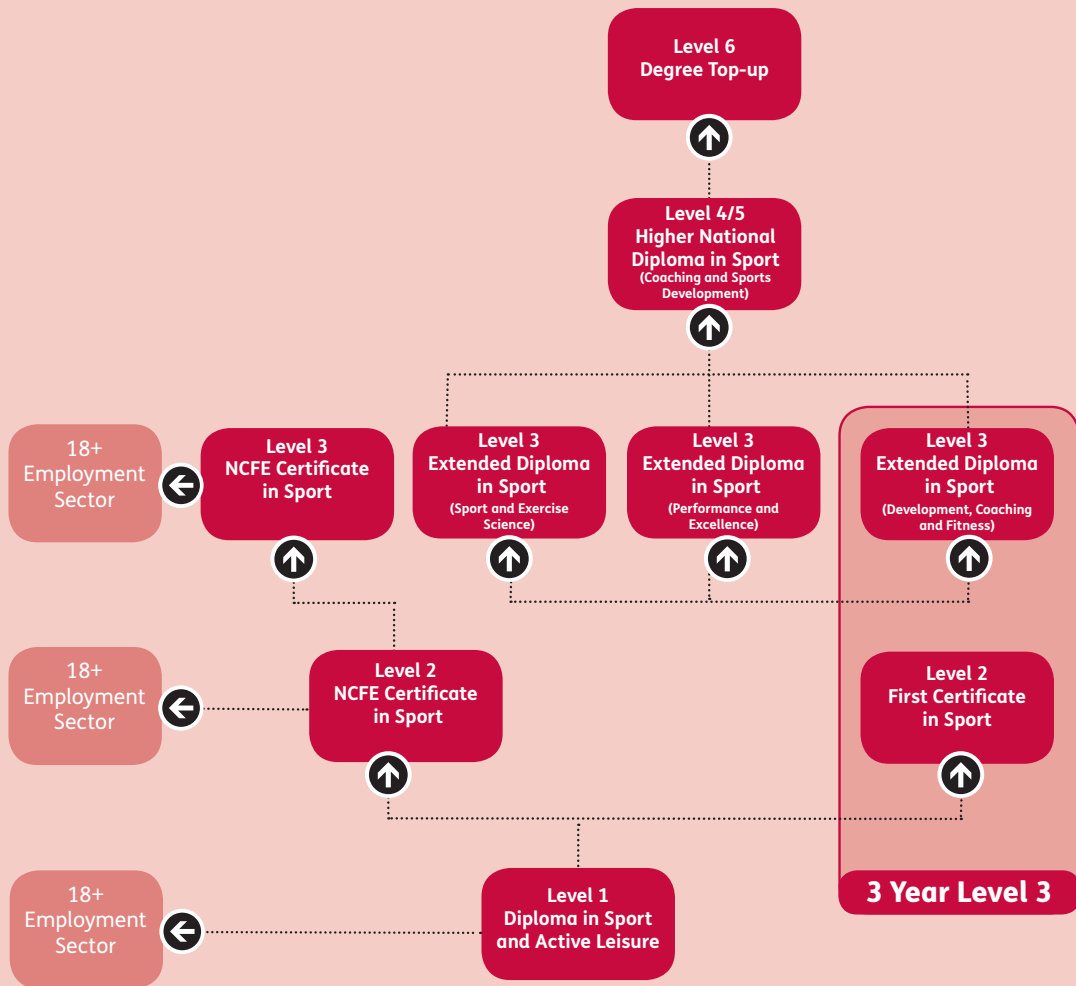 Level 6
Degree Top-up
Level 4/5
Higher National
Diploma in Sport
(Coaching and Sports
Development)
18+
Employment
Sector
Level 3
NCFE Certificate
in Sport
Level 3
Extended Diploma
in Sport
(Sport and Exercise
Science)
Level 3
Extended Diploma
in Sport
(Performance and
Excellence)
Level 3
Extended Diploma
in Sport
(Development, Coaching
and Fitness)
18+
Employment
Sector
Level 2
NCFE Certificate
in Sport
Level 2
First Certificate
in Sport
18+
Employment
Sector
Level 1
Diploma in Sport
and Active Leisure
3 Year Level 3